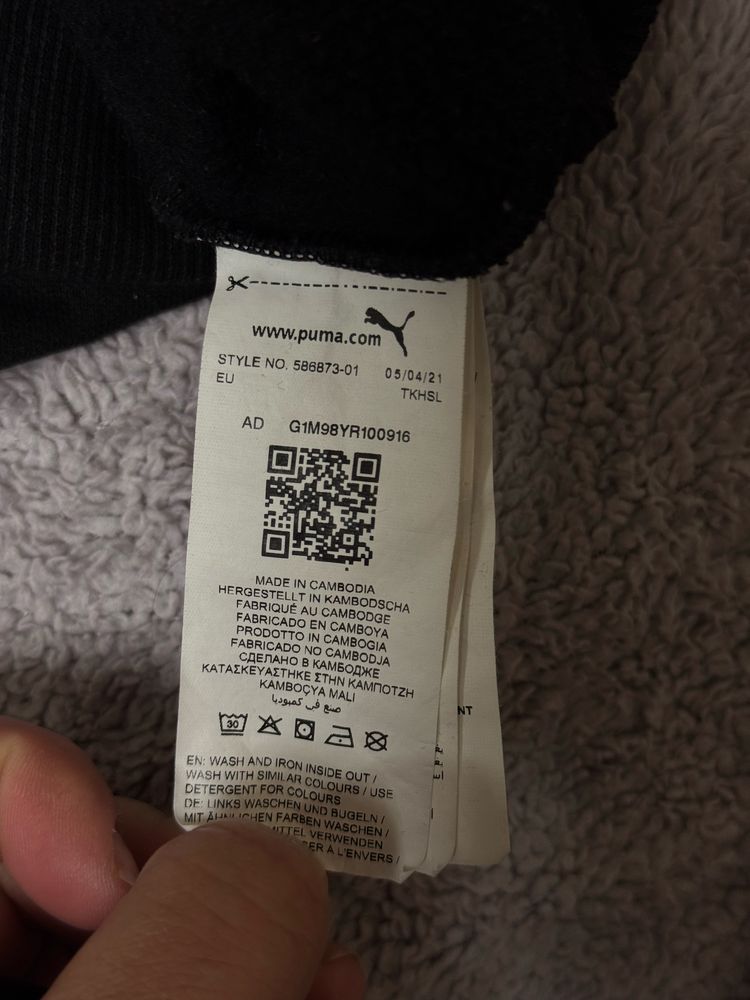 www.puma.com
STYLE NO. 586873-01 05/04/21
EU TKHSL
AD G1M98YR100916
MADE IN CAMBODIA
HERGESTELLT IN KAMBODSCHA
FABRIQUÉ AU CAMBODGE
FABRICADO EN CAMBOYA
PRODOTTO IN CAMBOGIA
FABRICADO NO CAMBODJA
СДЕЛАНО В КАМБОДЖЕ
ΚΑΤΑΣΚΕΥΑΣΤΗΚΕ ΣΤΗΝ ΚΑΜΠΟΤΖΗ
KAMBOÇYA MALI
صنع في كمبوديا
30
EN: WASH AND IRON INSIDE OUT /
WASH WITH SIMILAR COLOURS / USE
DETERGENT FOR COLOURS
DE: LINKS WASCHEN UND BUGELN /
MIT ÄHNLICHEN FARBEN WASCHEN /
VERWENDEN
À L'ENVERS /